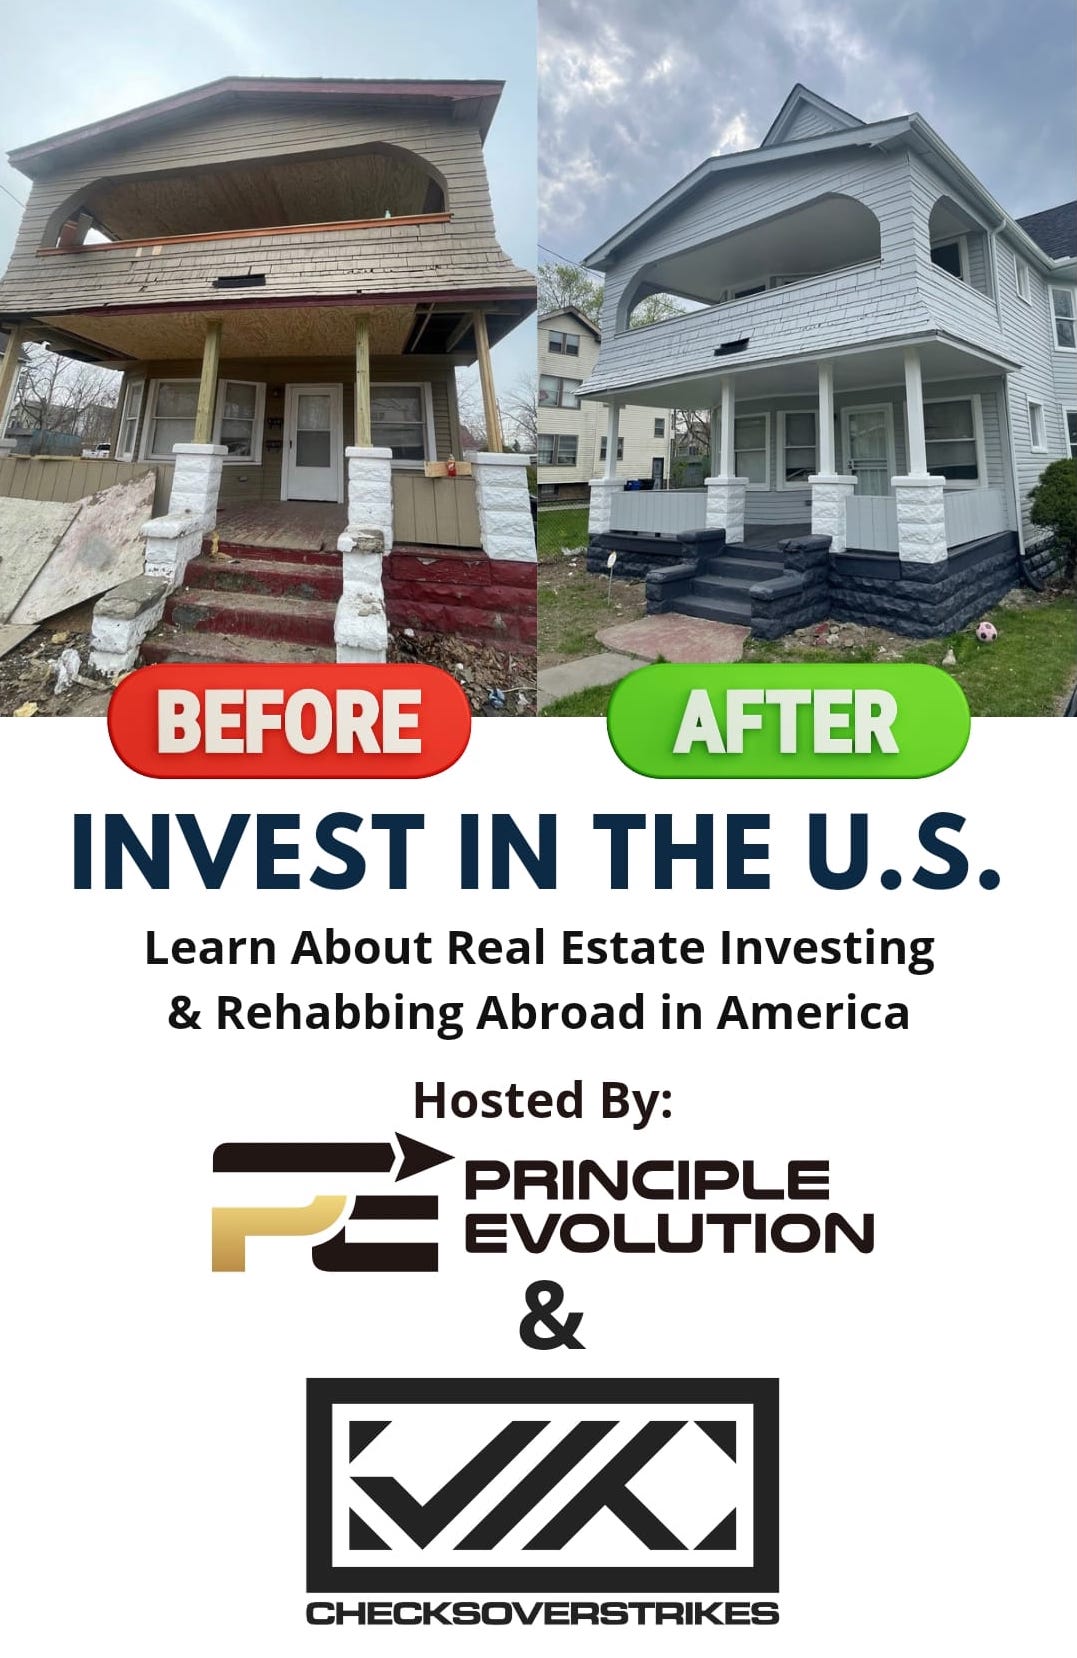 BEFORE
AFTER
INVEST IN THE U.S.
Learn About Real Estate Investing
& Rehabbing Abroad in America
Hosted By:
PRINCIPLE
EVOLUTION
&
CHECKSOVERSTRIKES